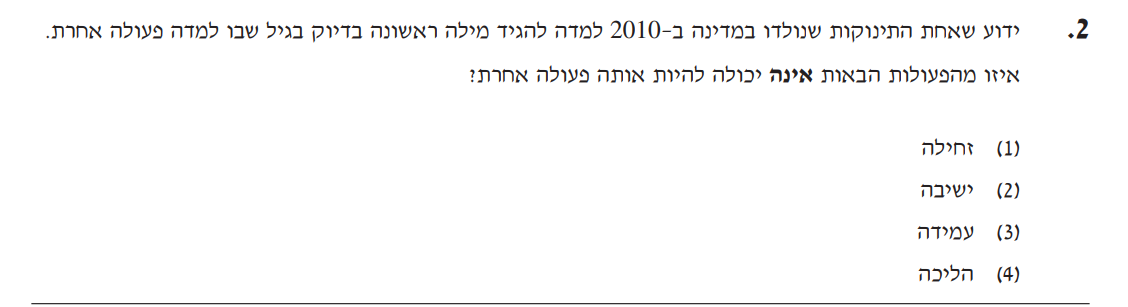 2. ידוע שאחת התינוקות שנולדו במדינה ב-2010 למדה להגיד מילה ראשונה בדיוק בגיל שבו למדה פעולה אחרת.
איזו מהפעולות הבאות אינה יכולה להיות אותה פעולה אחרת?
(1) זחילה
(2) ישיבה
(3) עמידה
(4) הליכה